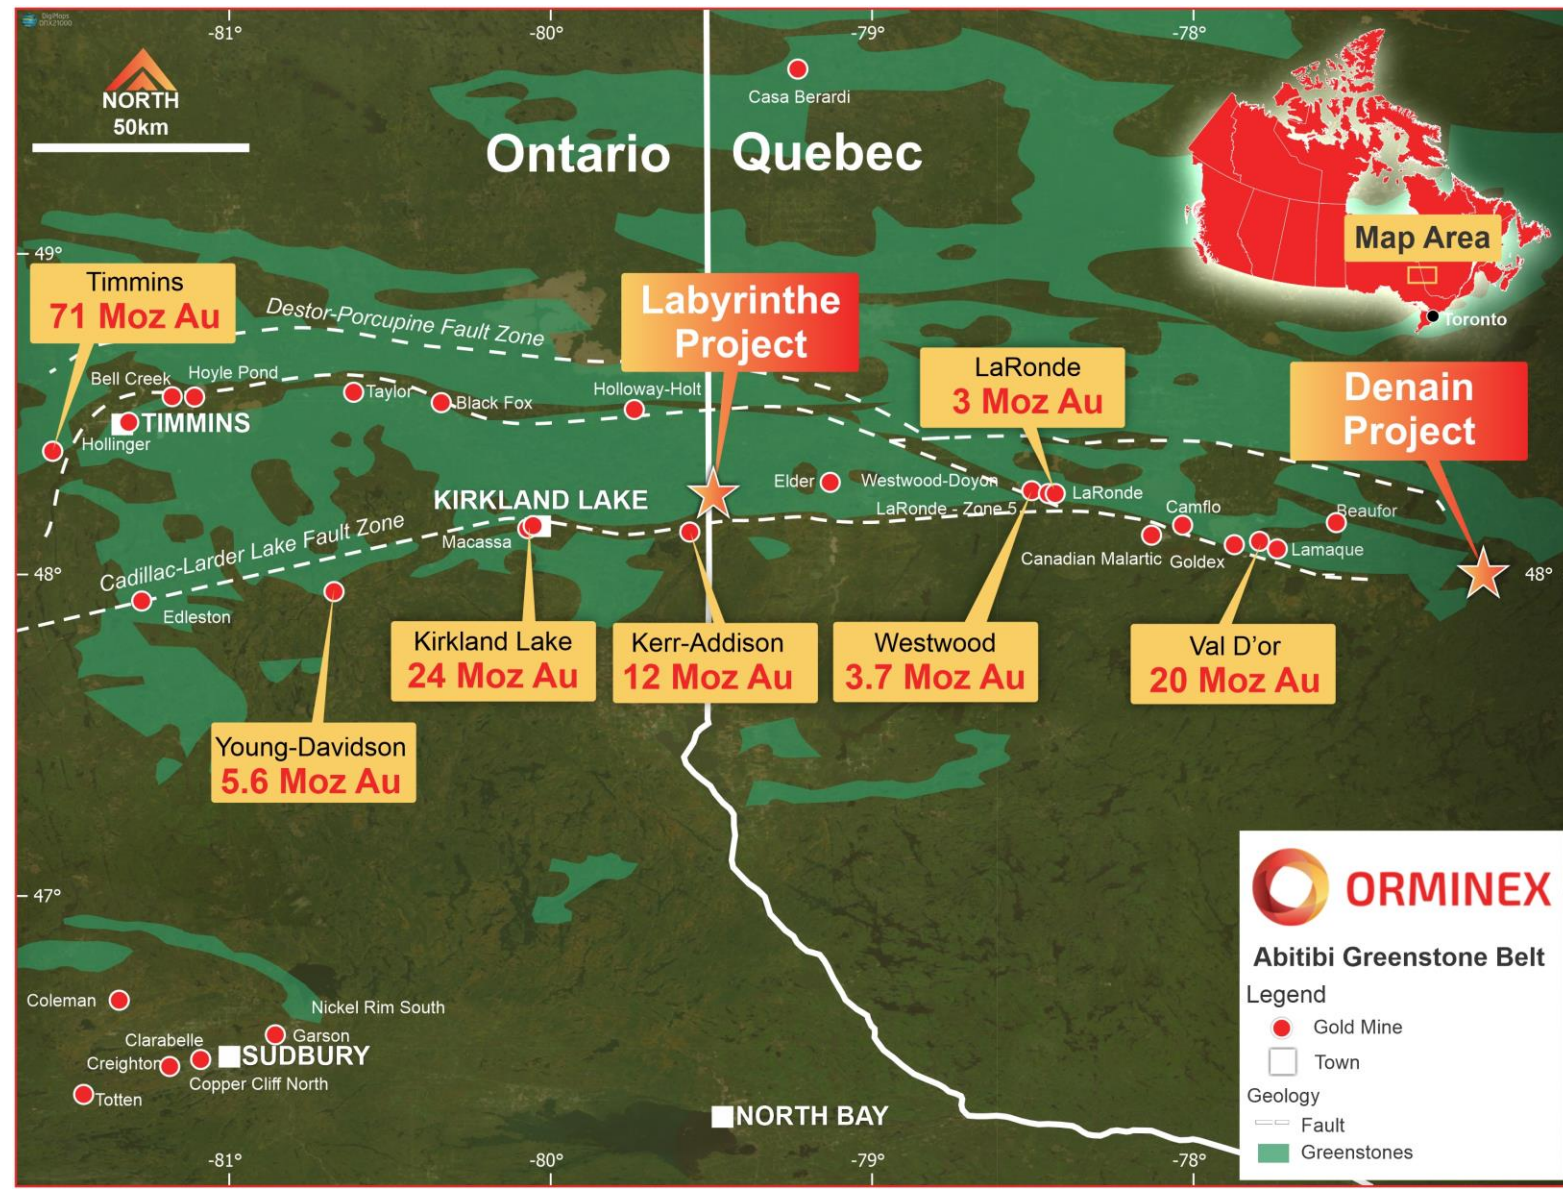 DigMaps
-81°
-80°
-79°
-78°
NORTH
50km
Casa Berardi
Ontario
Quebec
Map Area
Toronto
49°
Timmins
71 Moz Au
Destor-Porcupine Fault Zone
Labyrinthe
Project
LaRonde
3 Moz Au
Denain
Project
Bell Creek
Hoyle Pond
Taylor
Black Fox
Holloway-Holt
TIMMINS
Hollinger
KIRKLAND LAKE
Macassa
Elder
Westwood-Doyon
LaRonde
LaRonde - Zone 5
Camflo
Beaufor
Canadian Malartic
Goldex
Lamaque
48°
48°
Cadillac-Larder Lake Fault Zone
Edleston
Kirkland Lake
24 Moz Au
Kerr-Addison
12 Moz Au
Westwood
3.7 Moz Au
Val D’or
20 Moz Au
Young-Davidson
5.6 Moz Au
47°
Coleman
Nickel Rim South
Clarabelle
Garson
Creighton
SUDBURY
Copper Cliff North
Totten
NORTH BAY
-81°
-80°
-79°
-78°
ORMINEX
Abitibi Greenstone Belt
Legend
Gold Mine
Town
Geology
Fault
Greenstones